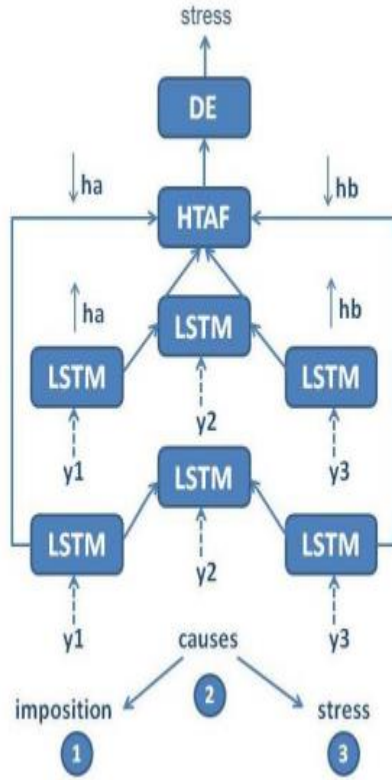 stress
DE
ha hb
HTAF
ha hb
LSTM
LSTM LSTM
y2
y1 y3
LSTM
LSTM LSTM
y2
y1 y3
causes
2
imposition stress
1 3